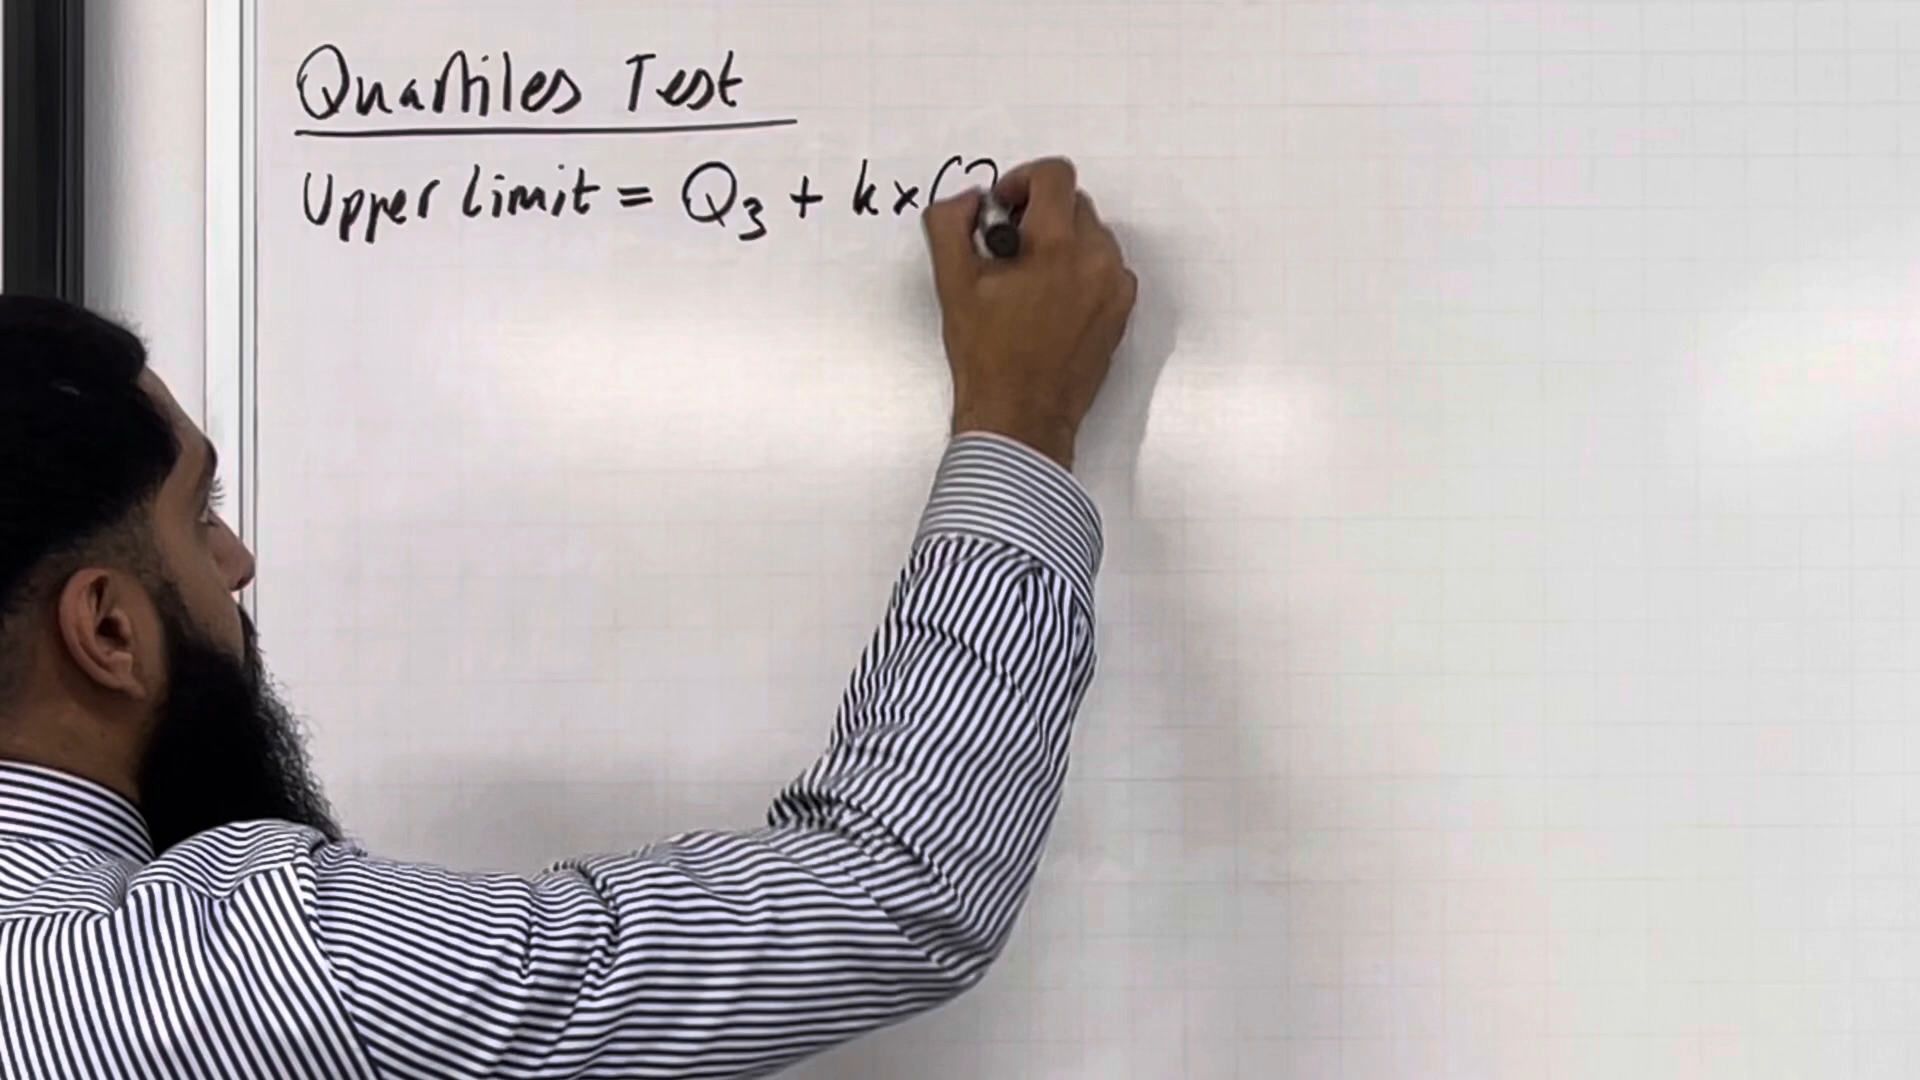 Quartiles Test
Upper Limit = Q3 + k × (